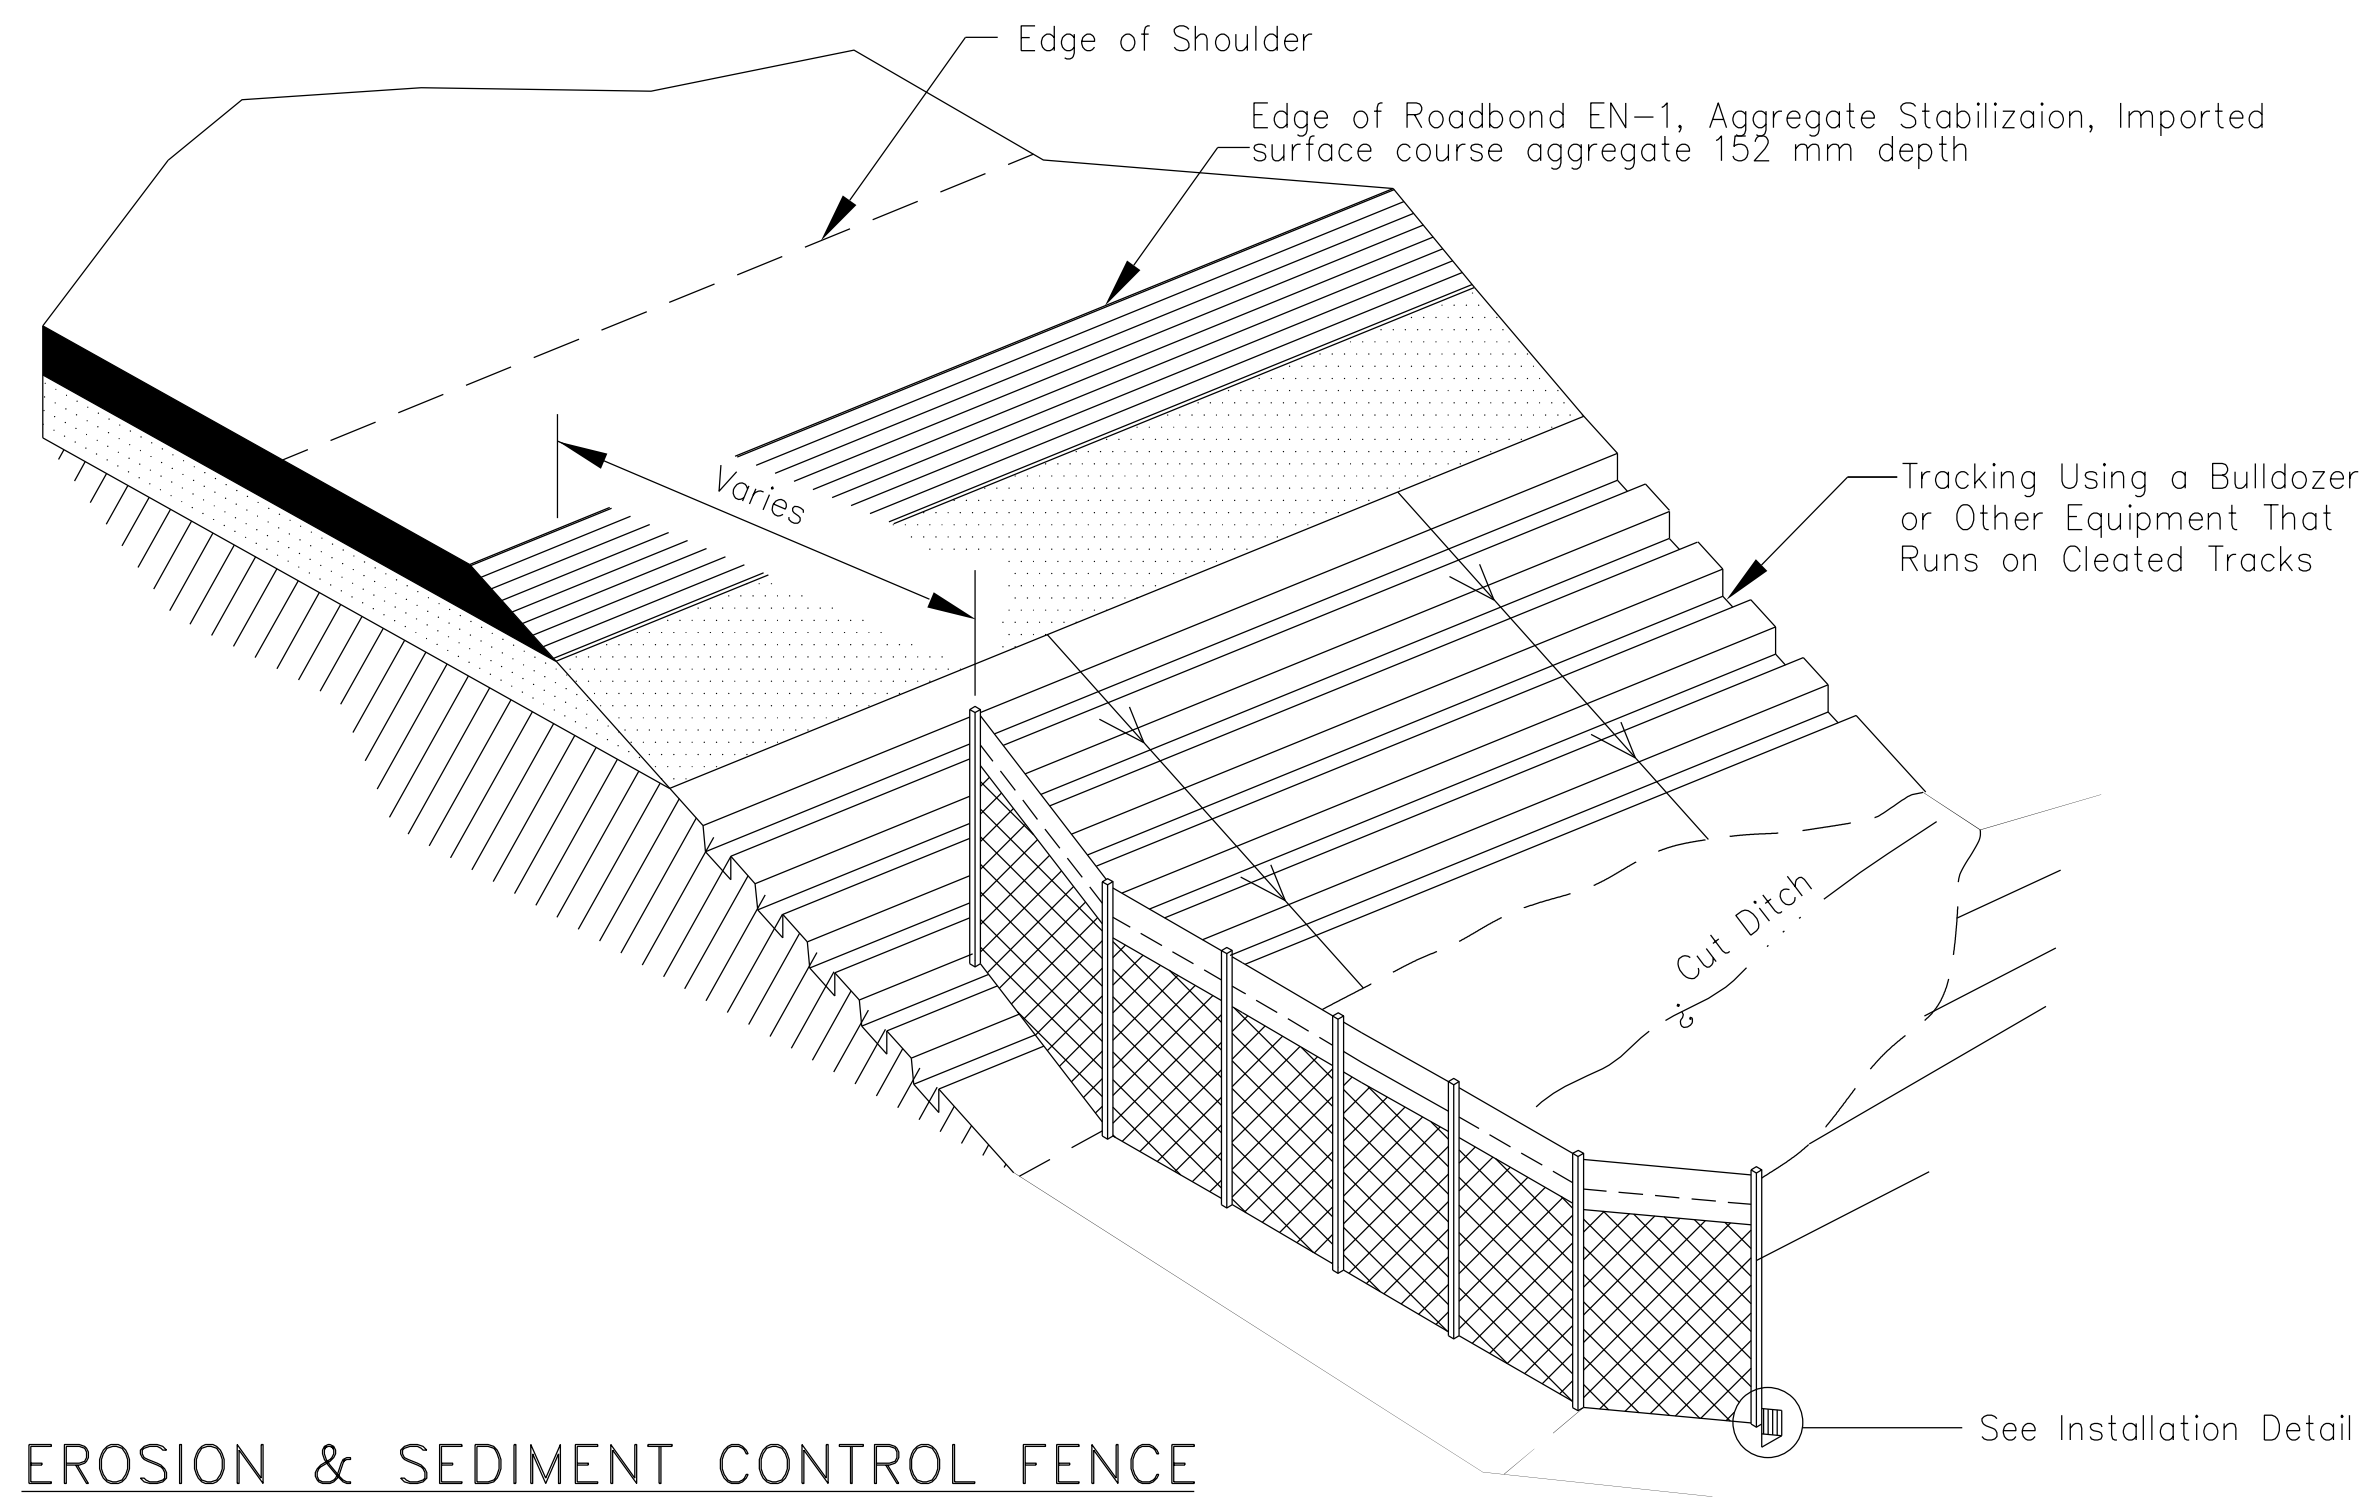 Edge of Shoulder
Edge of Roadbond EN-1, Aggregate Stabilizaion, Imported
surface course aggregate 152 mm depth
Varies
Tracking Using a Bulldozer
or Other Equipment That
Runs on Cleated Tracks
Cut Ditch
See Installation Detail
EROSION & SEDIMENT CONTROL FENCE